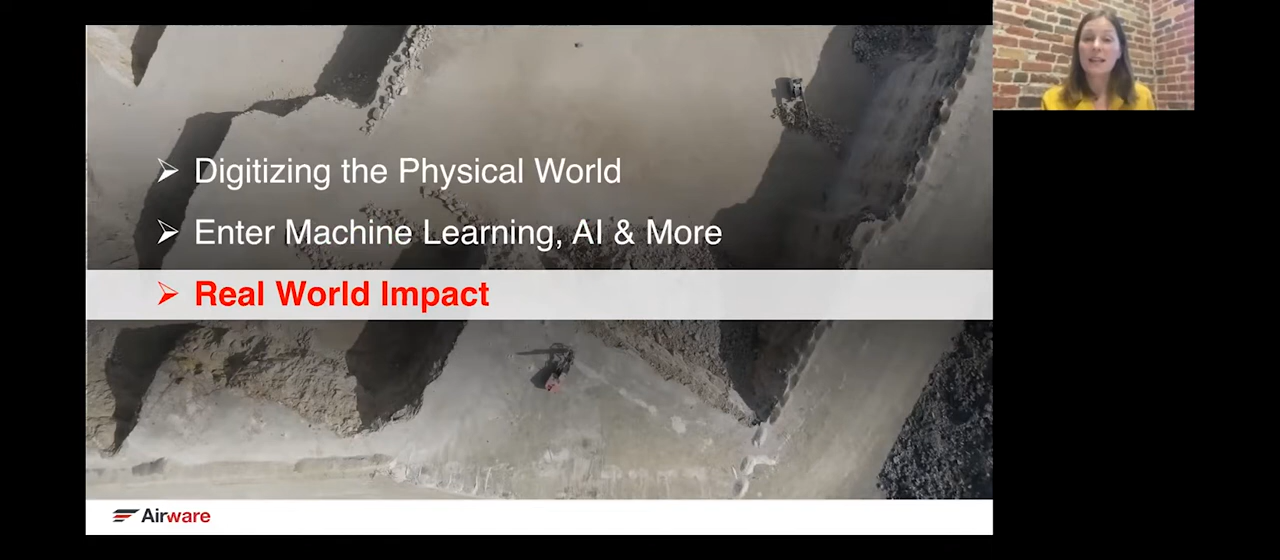 ➢ Digitizing the Physical World
➢ Enter Machine Learning, AI & More
➢ Real World Impact
Airware